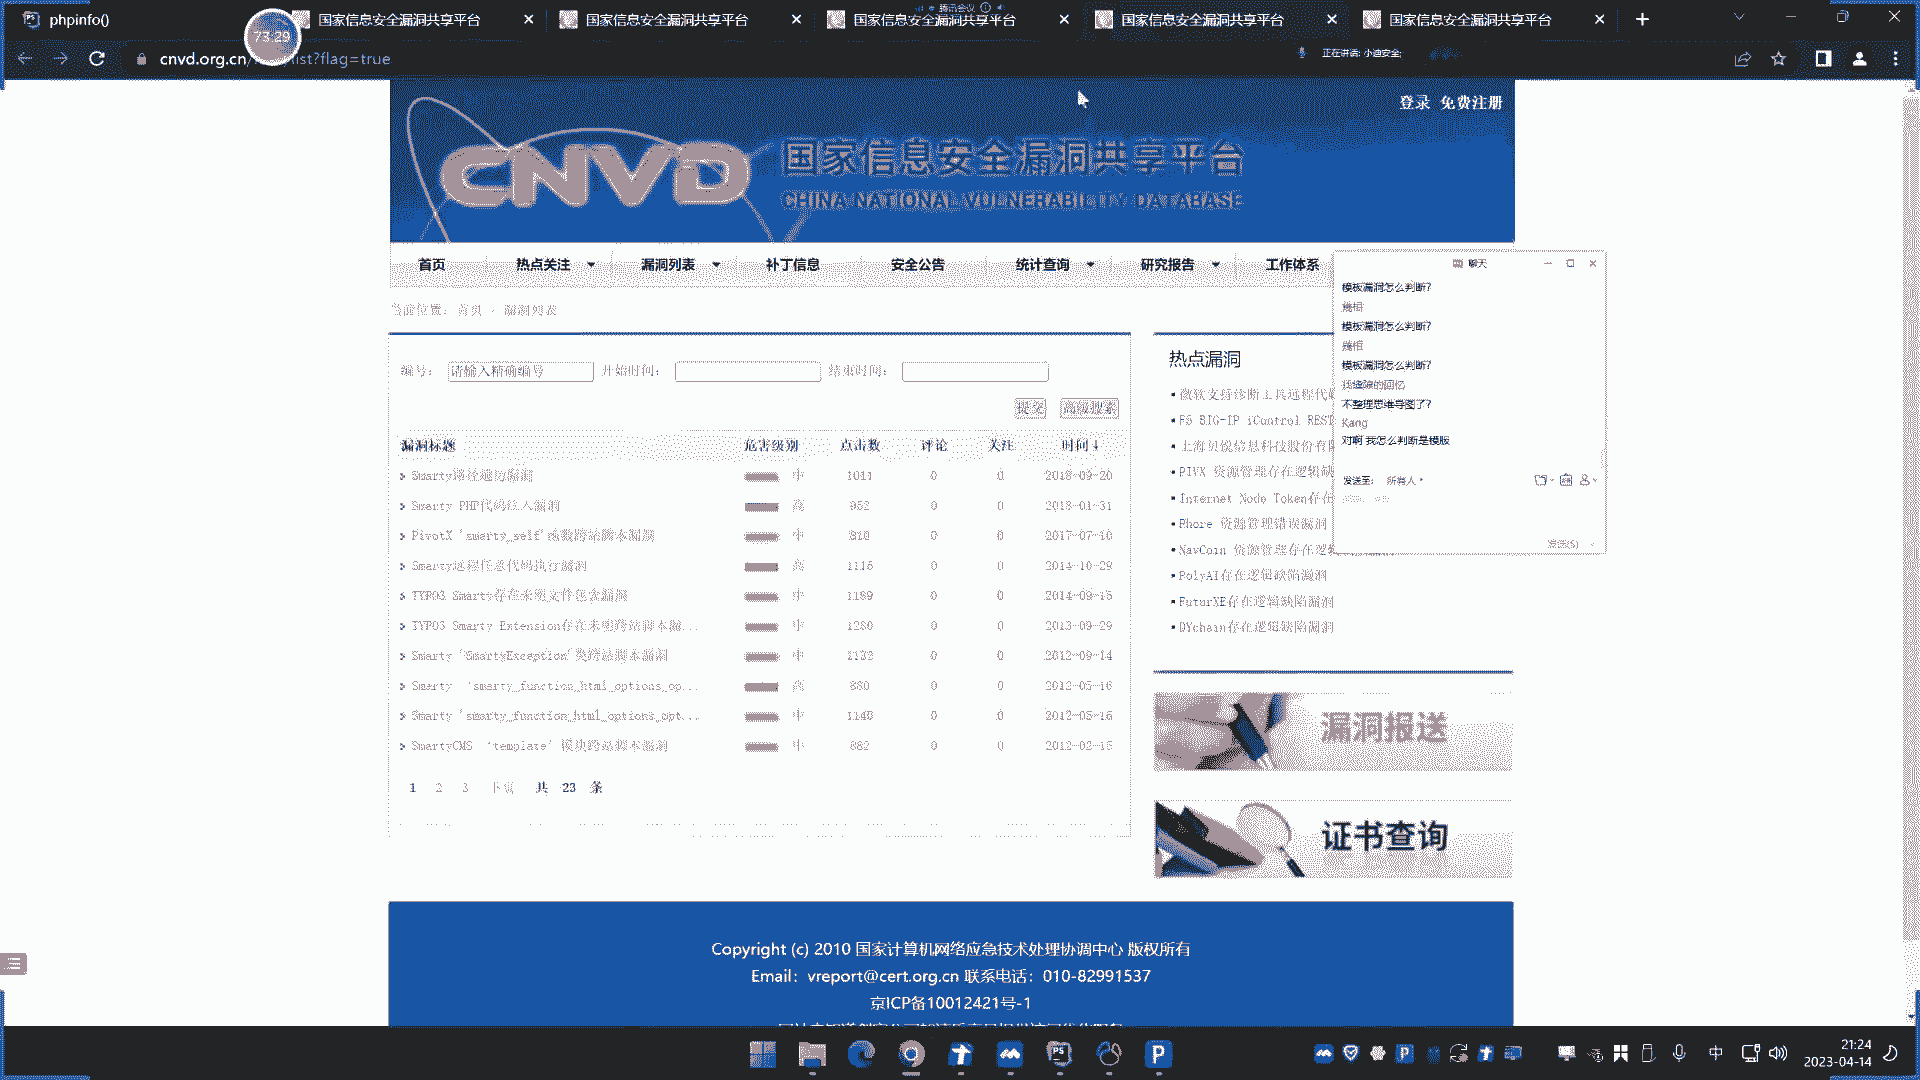 phpinfo()
国家信息安全漏洞共享平台
国家信息安全漏洞共享平台
国家信息安全漏洞共享平台
国家信息安全漏洞共享平台
国家信息安全漏洞共享平台
腾讯会议
73:29
cnvd.org.cn/
list?flag=true
正在讲话: 小迪安全;
登录 免费注册
CNVD
国家信息安全漏洞共享平台
CHINA NATIONAL VULNERABILITY DATABASE
首页 热点关注 漏洞列表 补丁信息 安全公告 统计查询 研究报告 工作体系
当前位置: 首页 > 漏洞列表
编号: 请输入精确编号 开始时间: 结束时间:
提交 高级搜索
漏洞标题 危害级别 点击数 评论 关注 时间↓
Smarty路径遍历漏洞 中 1041 0 0 2018-09-20
Smarty PHP代码注入漏洞 高 952 0 0 2018-01-31
PivotX 'smarty_self'函数跨站脚本漏洞 中 810 0 0 2017-07-10
Smarty远程任意代码执行漏洞 高 1115 0 0 2014-10-29
TYPO3 Smarty存在未明文件包含漏洞 中 1189 0 0 2014-09-15
TYPO3 Smarty Extension存在未明跨站脚本漏... 中 1280 0 0 2013-09-29
Smarty 'SmartyException'类跨站脚本漏洞 中 1132 0 0 2012-09-14
Smarty 'smarty_function_html_options_op... 高 880 0 0 2012-05-16
Smarty 'smarty_function_html_options_opt... 中 1148 0 0 2012-05-16
SmartyCMS 'template' 模块跨站脚本漏洞 中 882 0 0 2012-02-15
1 2 3 下页 共 23 条
热点漏洞
微软支持诊断工具远程代
F5 BIG-IP iControl REST
上海贝锐信息科技股份有限
PIVX 资源管理存在逻辑缺
Internet Node Token存在
Phore 资源管理错误漏洞
NavCoin 资源管理存在逻辑
PolyAI存在逻辑缺陷漏洞
FuturXE存在逻辑缺陷漏洞
DYchain存在逻辑缺陷漏洞
聊天
模板漏洞怎么判断?
模板漏洞怎么判断?
模板漏洞怎么判断?
不整理思维导图了?
Kang
对啊 我怎么判断是模版
发送至: 所有人
发送(S)
漏洞报送
证书查询
Copyright (c) 2010 国家计算机网络应急技术处理协调中心 版权所有
Email: vreport@cert.org.cn 联系电话: 010-82991537
京ICP备10012421号-1
中
21:24
2023-04-14